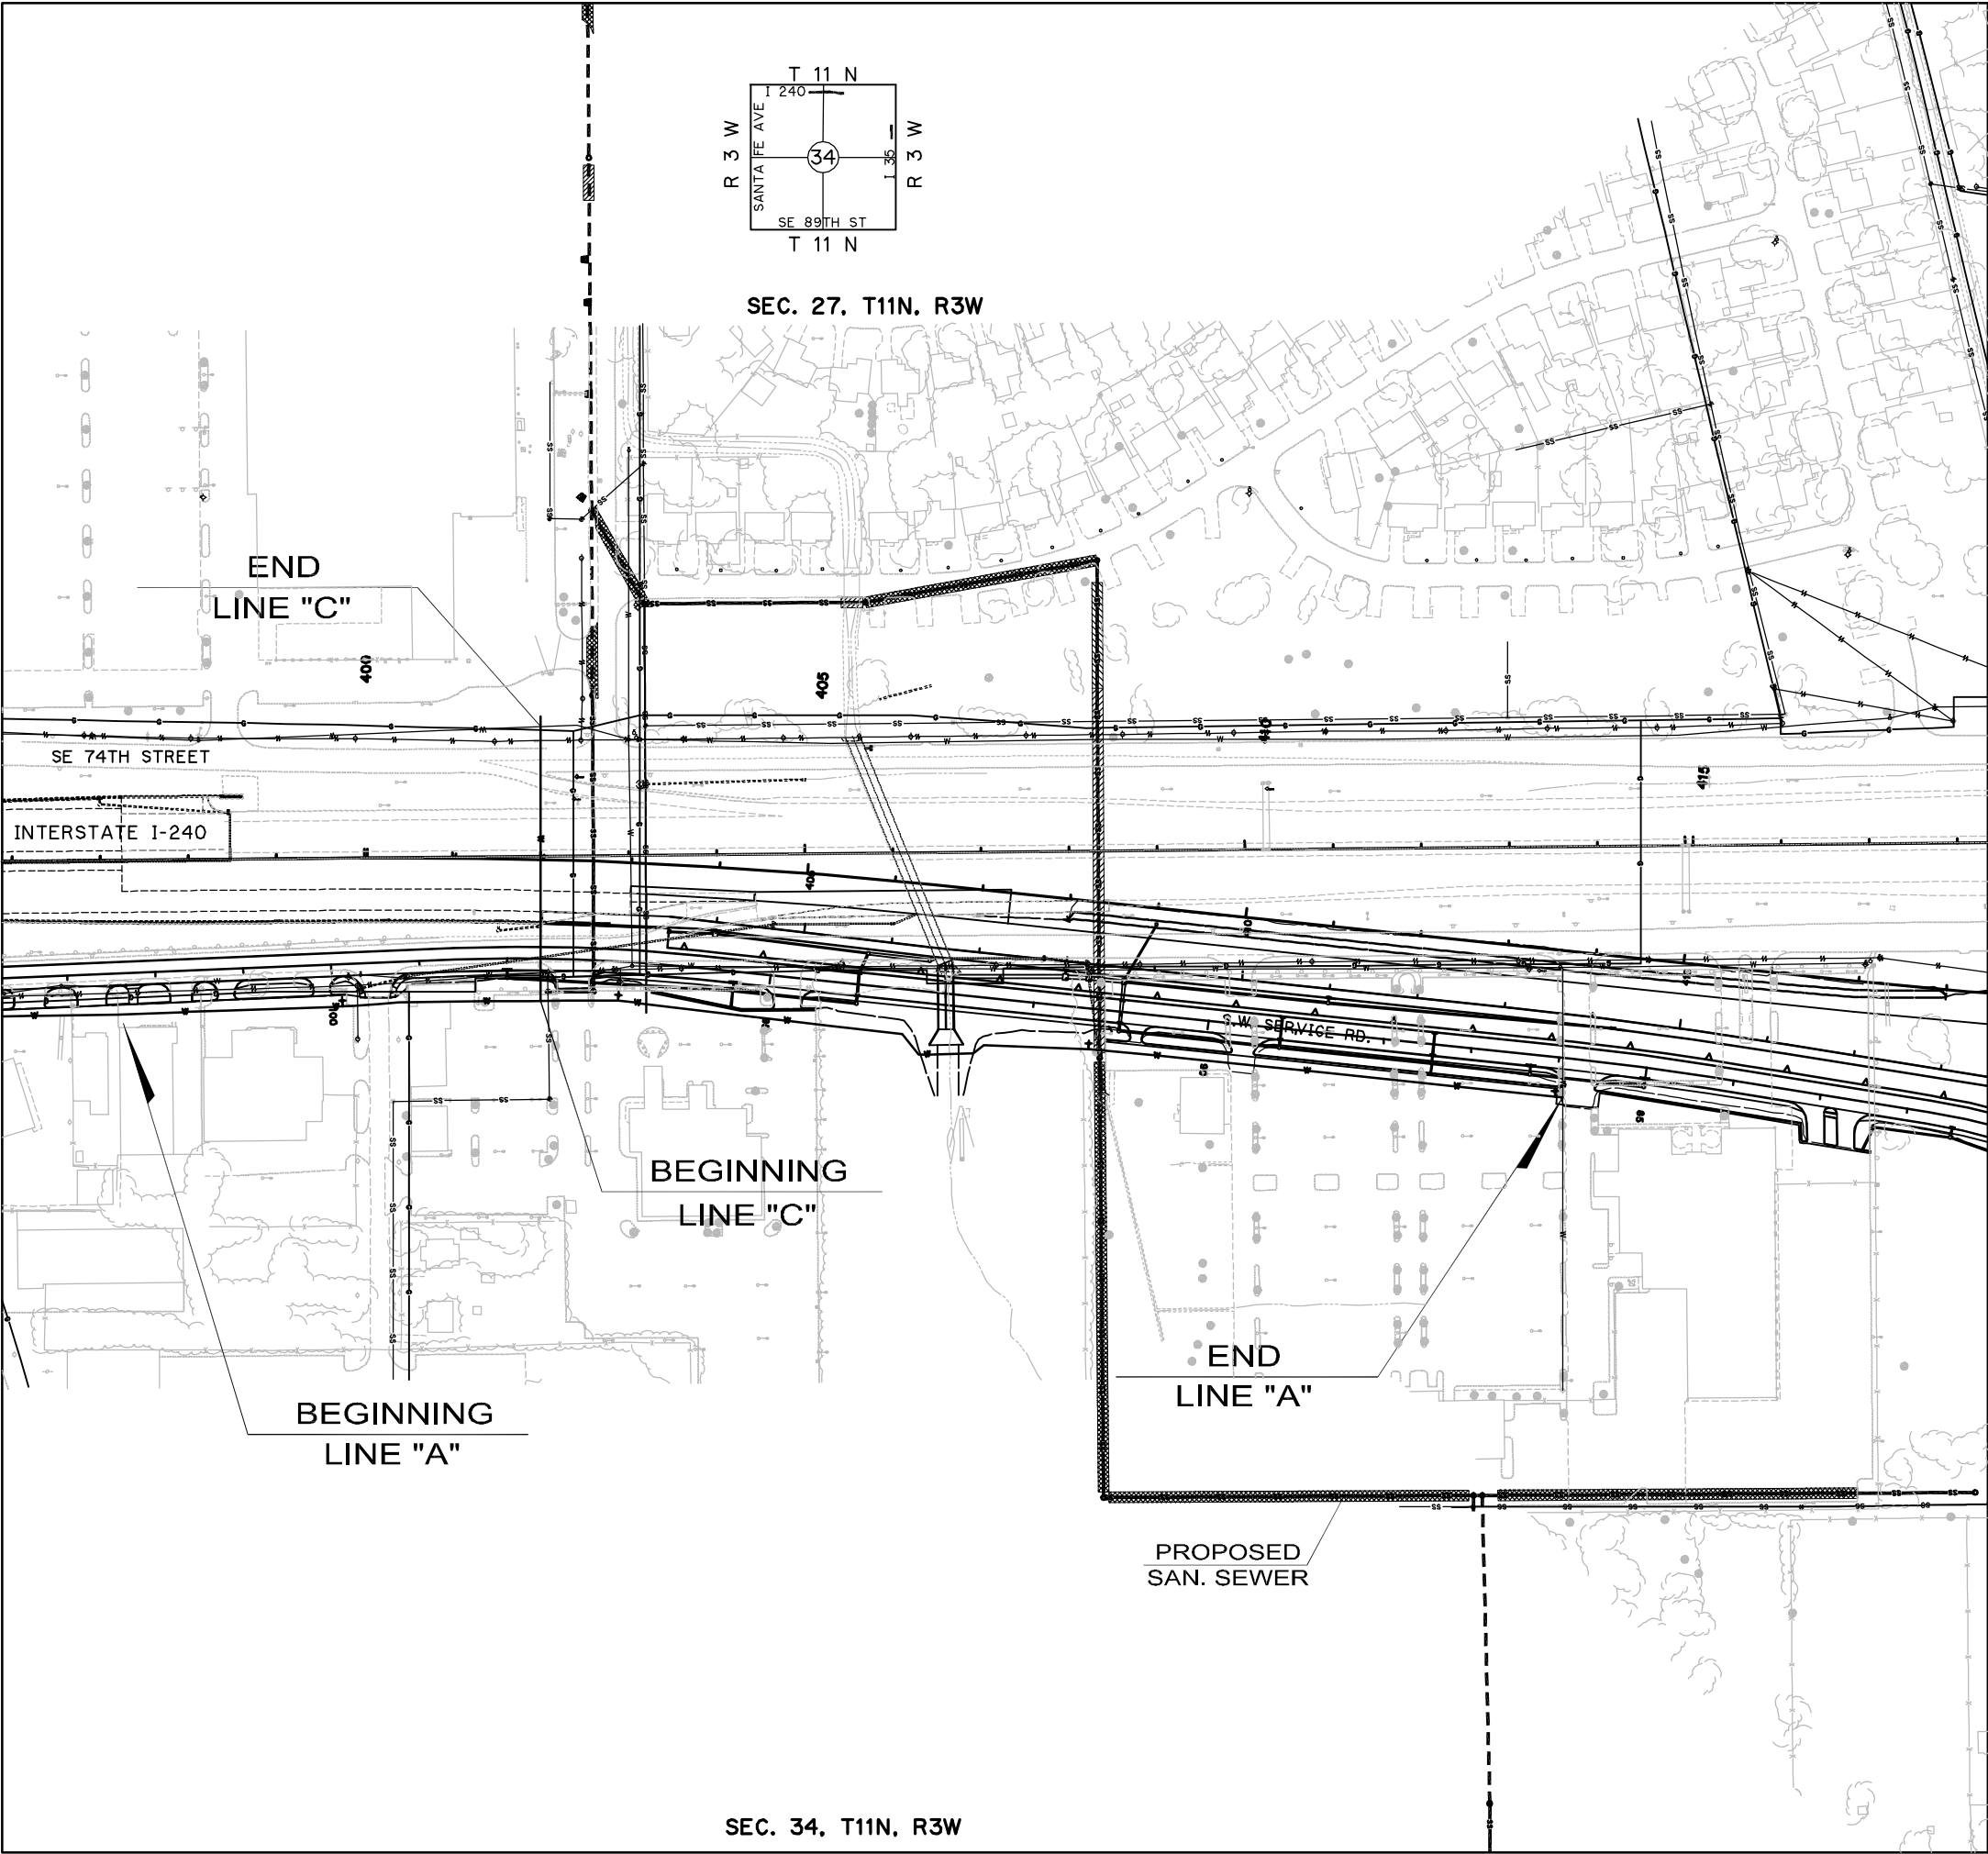 T 11 N
I 240
R 3 W
SANTA FE AVE
34
I 35
R 3 W
SE 89TH ST
T 11 N
SEC. 27, T11N, R3W
END
LINE "C"
400
405
410
415
SE 74TH STREET
INTERSTATE I-240
S.W. SERVICE RD.
BEGINNING
LINE "C"
END
LINE "A"
BEGINNING
LINE "A"
PROPOSED
SAN. SEWER
SEC. 34, T11N, R3W